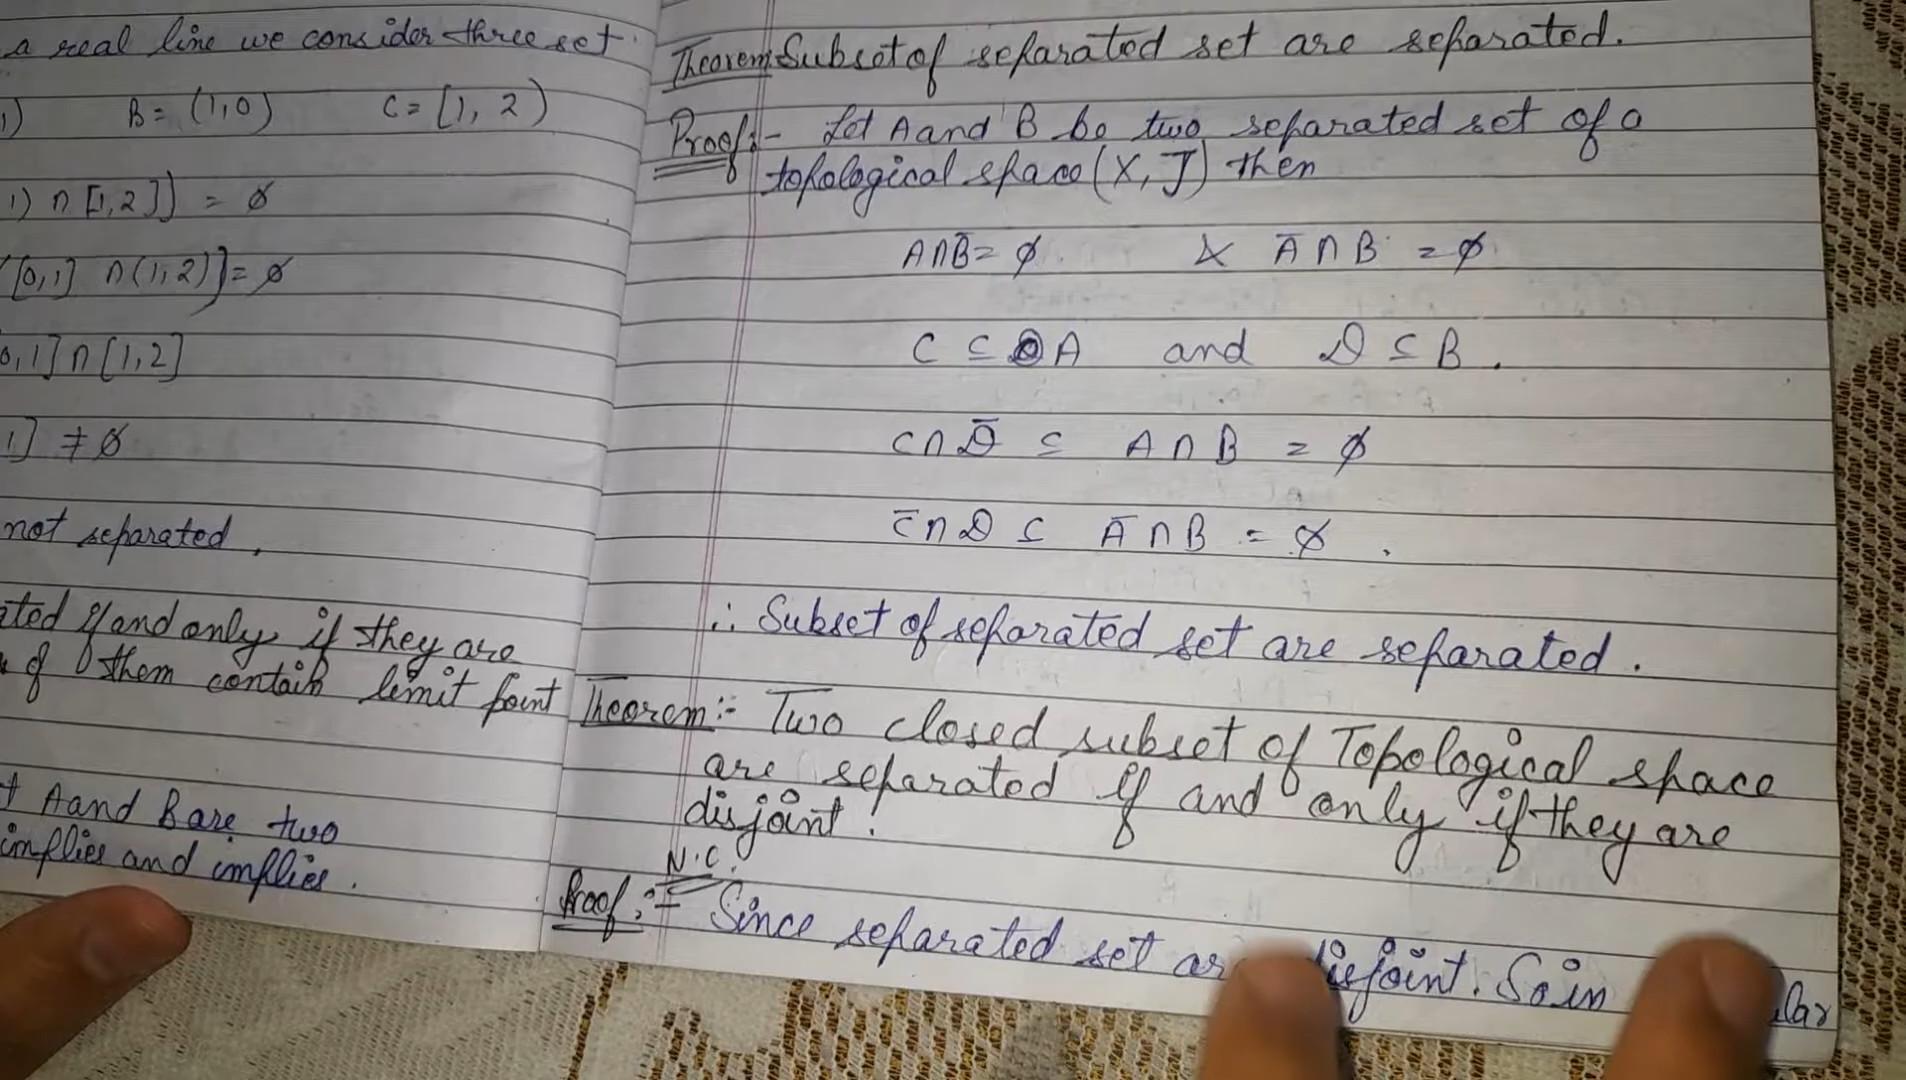 a real line we consider three set
1) B = (1,0) C = [1, 2)
1) ∩ [1,2]) = ϕ
[0,1] ∩ (1,2)] = ϕ
0,1] ∩ [1,2]
1] ≠ ϕ
not separated,
ated if and only if they are
of them contain limit point
t A and B are two
implies and implies.
Theorem Subset of separated set are separated.
Proof:- Let A and B be two separated set of a
topological space (X, J) then
A∩B̄ = ϕ. & Ā∩B = ϕ
C ⊆ A and D ⊆ B.
C∩D̄ ⊆ A∩B = ϕ
C̄∩D ⊆ Ā∩B = ϕ.
∴ Subset of separated set are separated.
Theorem:- Two closed subset of Topological space
are separated if and only if they are
disjoint.
N.C.
Proof:- Since separated set ar disjoint. So in lar